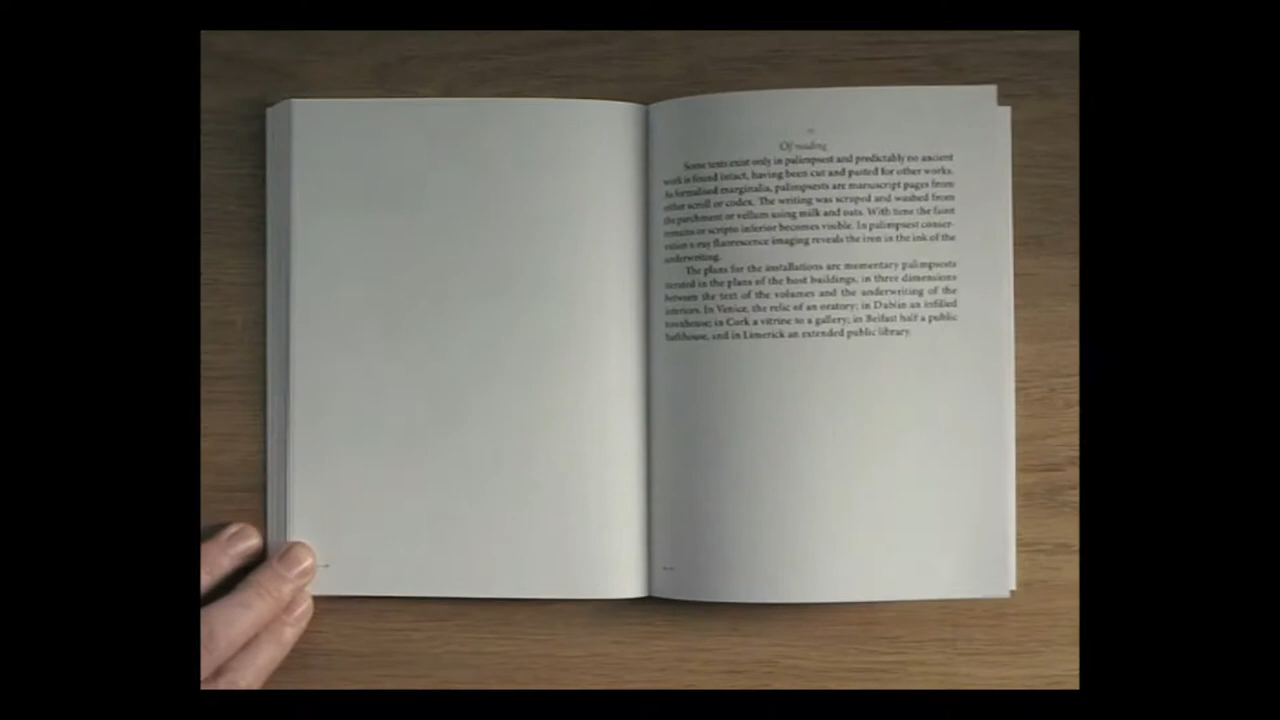 Of reading
Some texts exist only in palimpsest and predictably no ancient
work is found intact, having been cut and pasted for other works.
As formalised marginalia, palimpsests are manuscript pages from
either scroll or codex. The writing was scraped and washed from
the parchment or vellum using milk and oats. With time the faint
remains or scripto inferior becomes visible. In palimpsest conser-
vation x-ray fluorescence imaging reveals the iron in the ink of the
underwriting.
The plans for the installations are momentary palimpsests
iterated in the plans of the host buildings, in three dimensions
between the text of the volumes and the underwriting of the
interiors. In Venice, the relic of an oratory; in Dublin an infilled
townhouse; in Cork a vitrine to a gallery; in Belfast half a public
bathhouse, and in Limerick an extended public library.